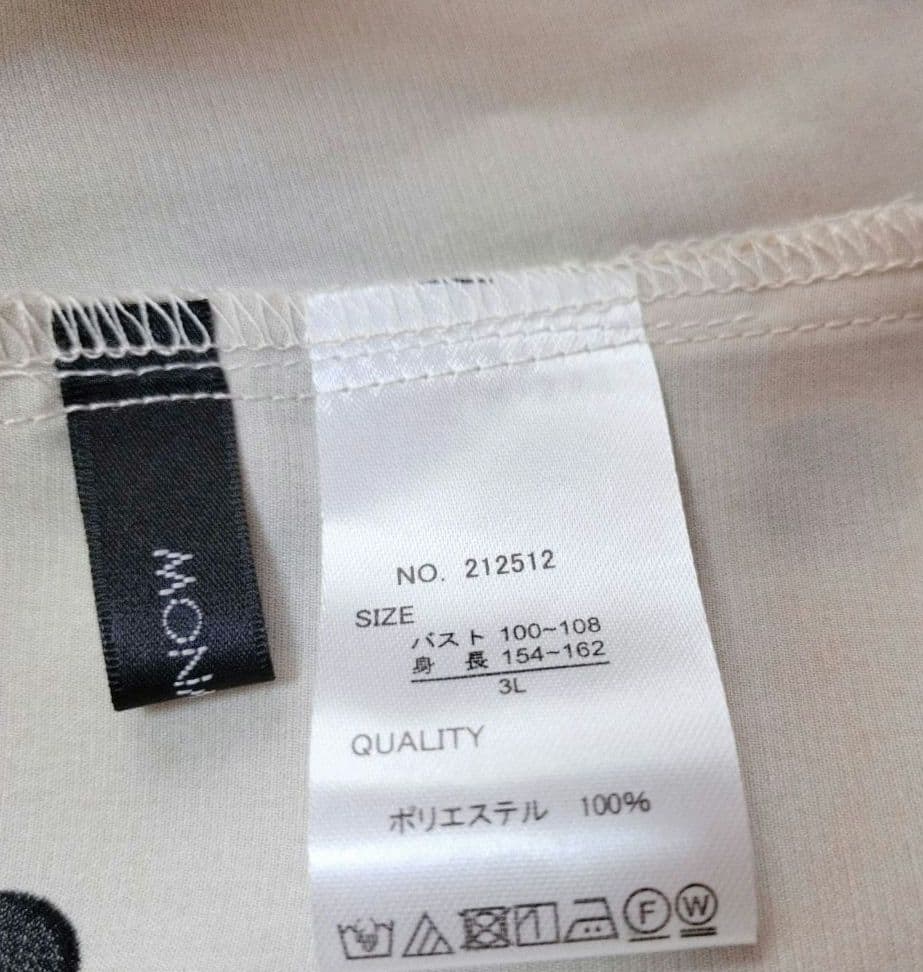 MON
NO. 212512
SIZE
バスト 100~108
身 長 154~162
3L
QUALITY
ポリエステル 100%
F W